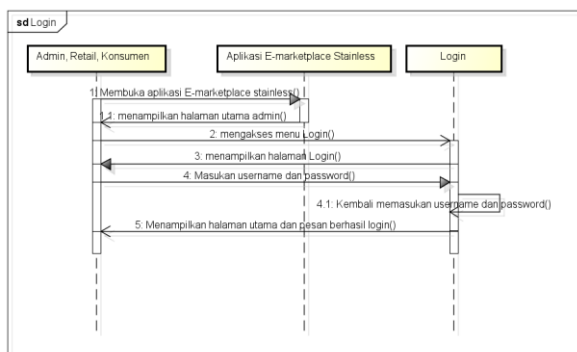 sd Login
Admin, Retail, Konsumen
Aplikasi E-marketplace Stainless
Login
1: Membuka aplikasi E-marketplace stainless()
1.1: menampilkan halaman utama admin()
2: mengakses menu Login()
3: menampilkan halaman Login()
4: Masukan username dan password()
4.1: Kembali memasukan username dan password()
5: Menampilkan halaman utama dan pesan berhasil login()